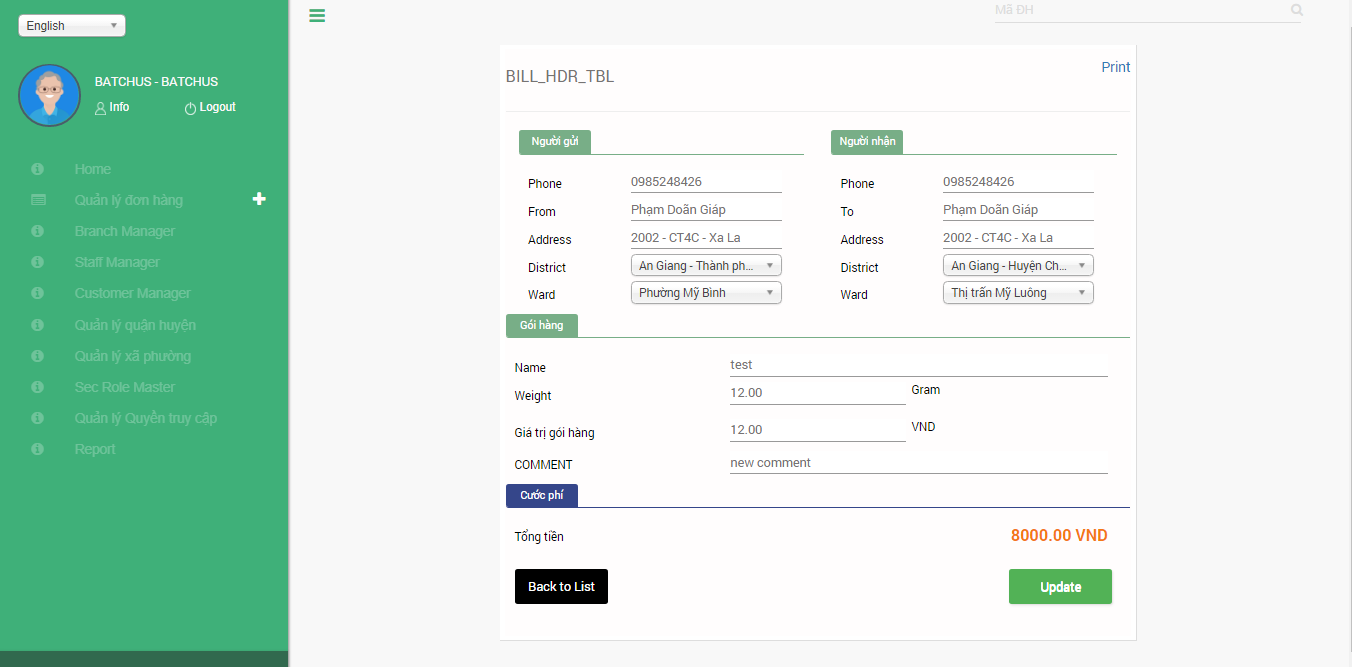 English
BATCHUS - BATCHUS
Info
Logout
Home
Quản lý đơn hàng
Branch Manager
Staff Manager
Customer Manager
Quản lý quận huyện
Quản lý xã phường
Sec Role Master
Quản lý Quyền truy cập
Report
Mã ĐH
BILL_HDR_TBL
Print
Người gửi
Phone 0985248426
From Phạm Doãn Giáp
Address 2002 - CT4C - Xa La
District An Giang - Thành ph...
Ward Phường Mỹ Bình
Người nhận
Phone 0985248426
To Phạm Doãn Giáp
Address 2002 - CT4C - Xa La
District An Giang - Huyện Ch...
Ward Thị trấn Mỹ Luông
Gói hàng
Name test
Weight 12.00 Gram
Giá trị gói hàng 12.00 VND
COMMENT new comment
Cước phí
Tổng tiền 8000.00 VND
Back to List
Update